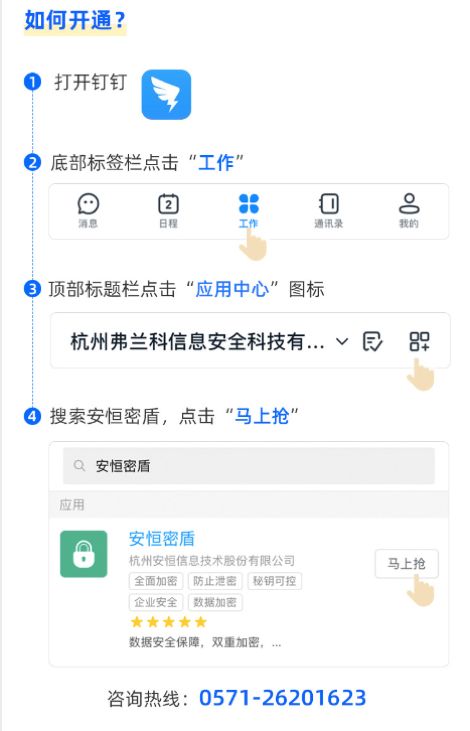 如何开通？
1 打开钉钉
2 底部标签栏点击“工作”
消息 2 日程 工作 通讯录 我的
3 顶部标题栏点击“应用中心”图标
杭州弗兰科信息安全科技有...
4 搜索安恒密盾，点击“马上抢”
安恒密盾
应用
安恒密盾
杭州安恒信息技术股份有限公司
全面加密 防止泄密 秘钥可控
马上抢
企业安全 数据加密
数据安全保障，双重加密，...
咨询热线：0571-26201623